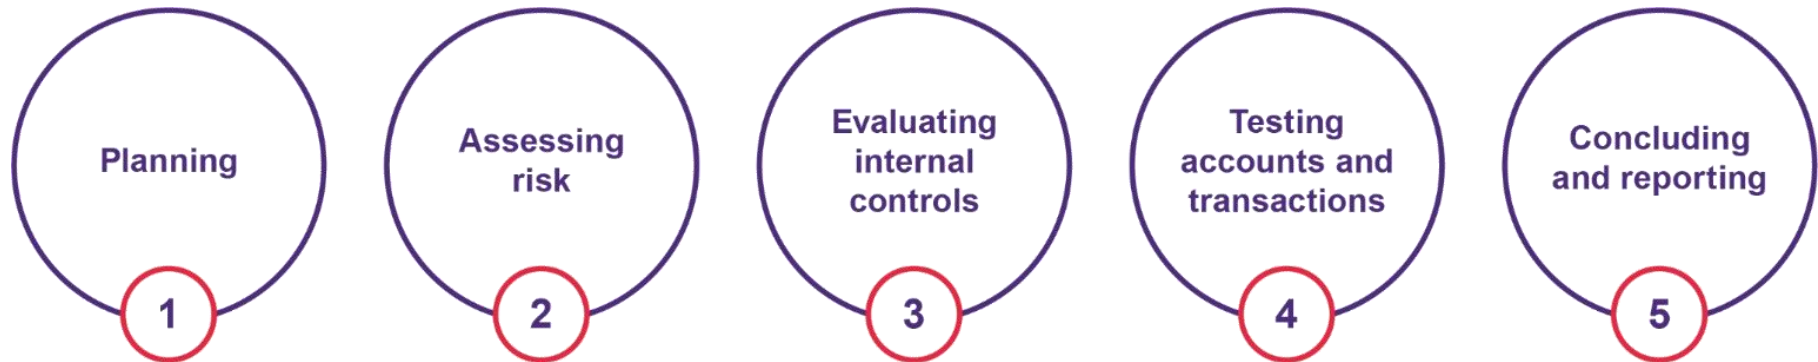 Planning
1
Assessing
risk
2
Evaluating
internal
controls
3
Testing
accounts and
transactions
4
Concluding
and reporting
5